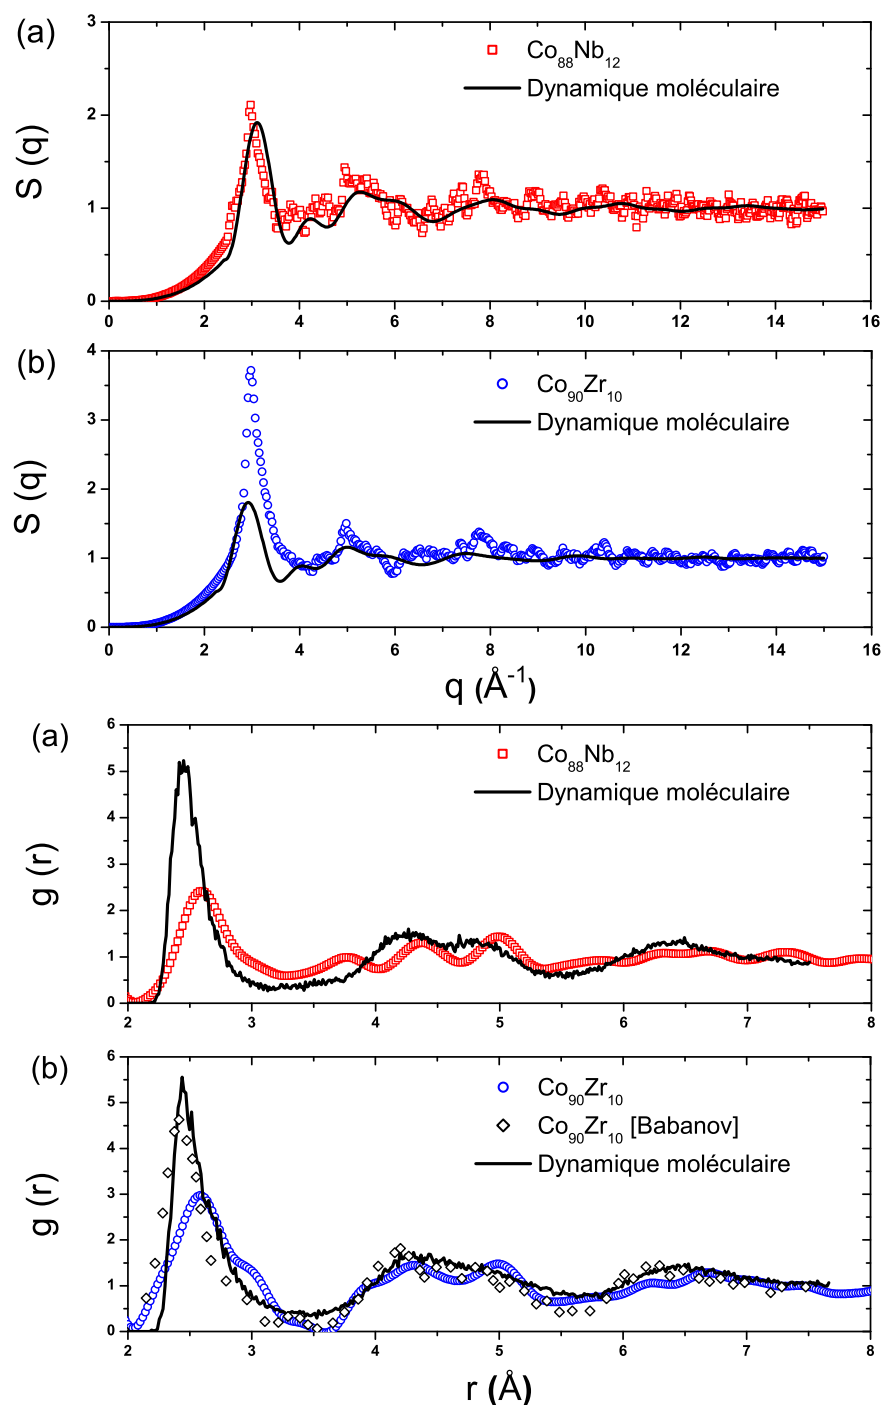 (a)
3
2
1
0
S (q)
Co88Nb12
Dynamique moléculaire
0 2 4 6 8 10 12 14 16
(b)
4
3
2
1
0
S (q)
Co90Zr10
Dynamique moléculaire
0 2 4 6 8 10 12 14 16
q (Å-1)
(a)
6
5
4
3
2
1
0
g (r)
Co88Nb12
Dynamique moléculaire
2 3 4 5 6 7 8
(b)
6
5
4
3
2
1
0
g (r)
Co90Zr10
Co90Zr10 [Babanov]
Dynamique moléculaire
2 3 4 5 6 7 8
r (Å)